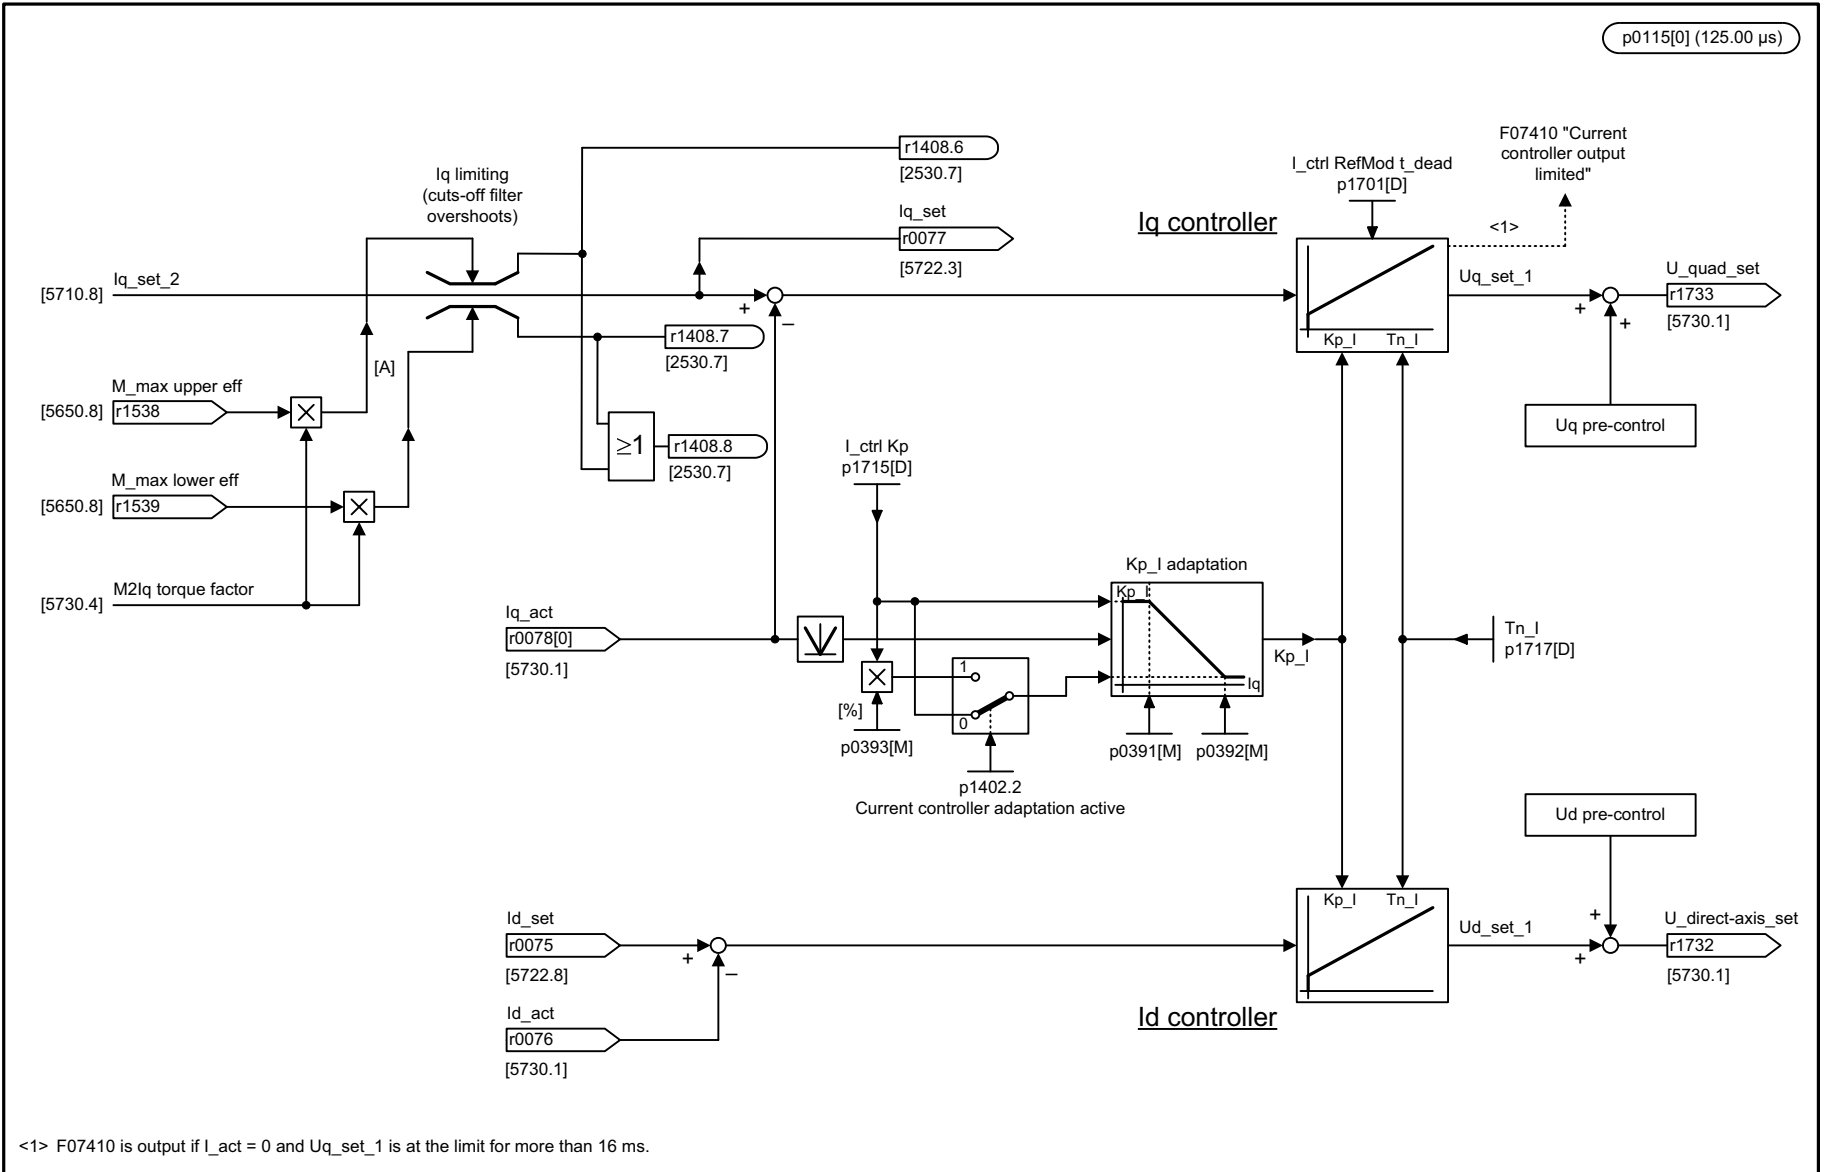 p0115[0] (125.00 µs)
r1408.6
[2530.7]
Iq limiting
(cuts-off filter
overshoots)
Iq_set
r0077
[5722.3]
Iq controller
I_ctrl RefMod t_dead
p1701[D]
F07410 "Current
controller output
limited"
<1>
[5710.8]
Iq_set_2
+
–
Kp_I
Tn_I
Uq_set_1
+
+
U_quad_set
r1733
[5730.1]
r1408.7
[2530.7]
[A]
M_max upper eff
[5650.8]
r1538
≥1
r1408.8
[2530.7]
Uq pre-control
M_max lower eff
[5650.8]
r1539
I_ctrl Kp
p1715[D]
M2Iq torque factor
[5730.4]
Iq_act
r0078[0]
[5730.1]
Kp_I adaptation
Kp_I
Iq
Kp_I
Tn_I
p1717[D]
1
0
[%]
p0393[M]
p0391[M]
p0392[M]
p1402.2
Current controller adaptation active
Ud pre-control
Id_set
r0075
[5722.8]
+
–
Id_act
r0076
[5730.1]
Kp_I
Tn_I
Id controller
Ud_set_1
+
+
U_direct-axis_set
r1732
[5730.1]
<1> F07410 is output if I_act = 0 and Uq_set_1 is at the limit for more than 16 ms.